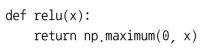 def relu(x):
    return np.maximum(0, x)